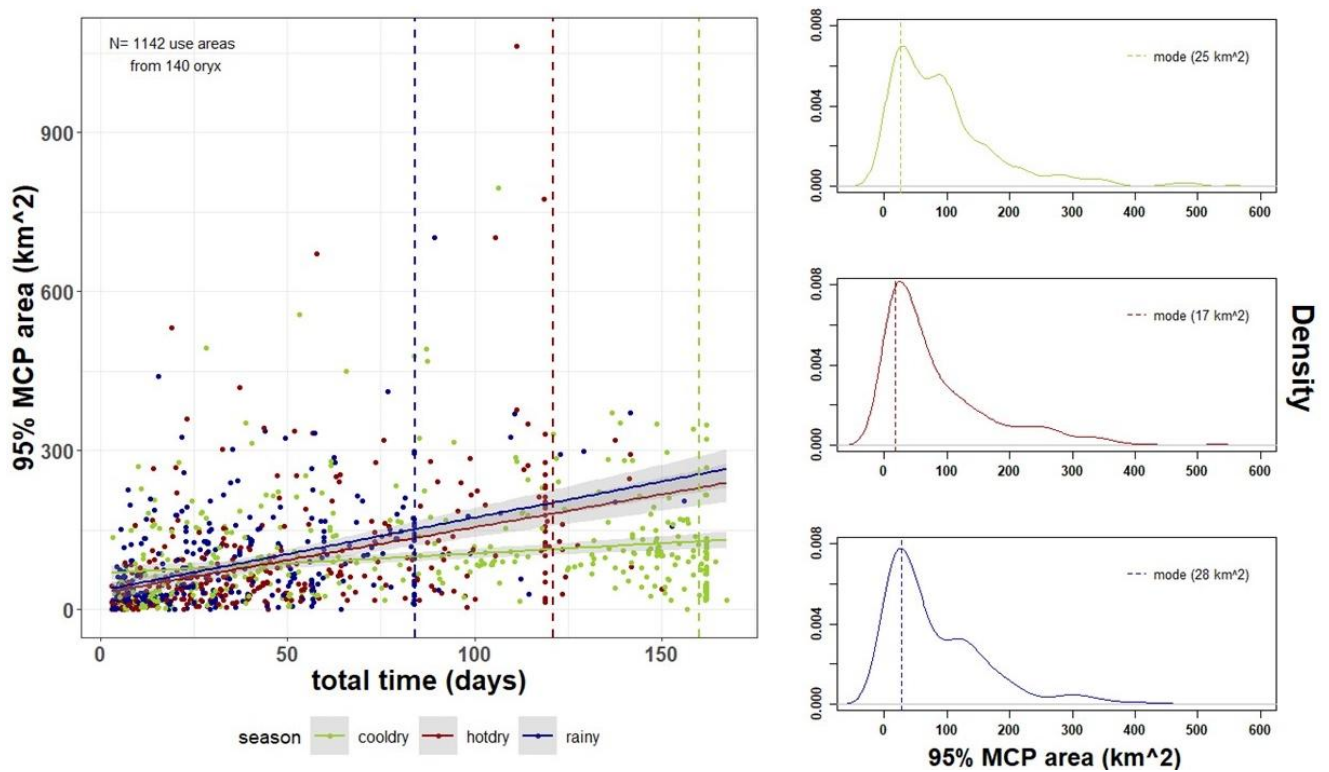 N= 1142 use areas
from 140 oryx
95% MCP area (km^2)
900
600
300
0
0 50 100 150
total time (days)
season cooldry hotdry rainy
0.008
0.004
0.000
mode (25 km^2)
0 100 200 300 400 500 600
0.008
0.004
0.000
mode (17 km^2)
0 100 200 300 400 500 600
0.008
0.004
0.000
mode (28 km^2)
0 100 200 300 400 500 600
95% MCP area (km^2)
Density